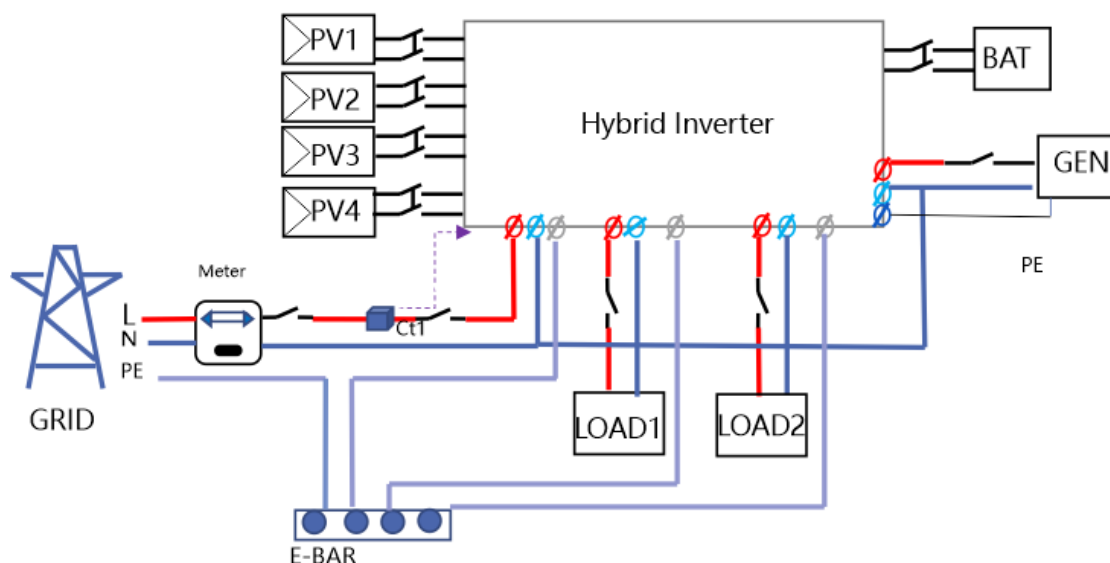 PV1
PV2
PV3
PV4
Hybrid Inverter
BAT
GEN
PE
Meter
L
N
PE
Ct1
GRID
LOAD1
LOAD2
E-BAR